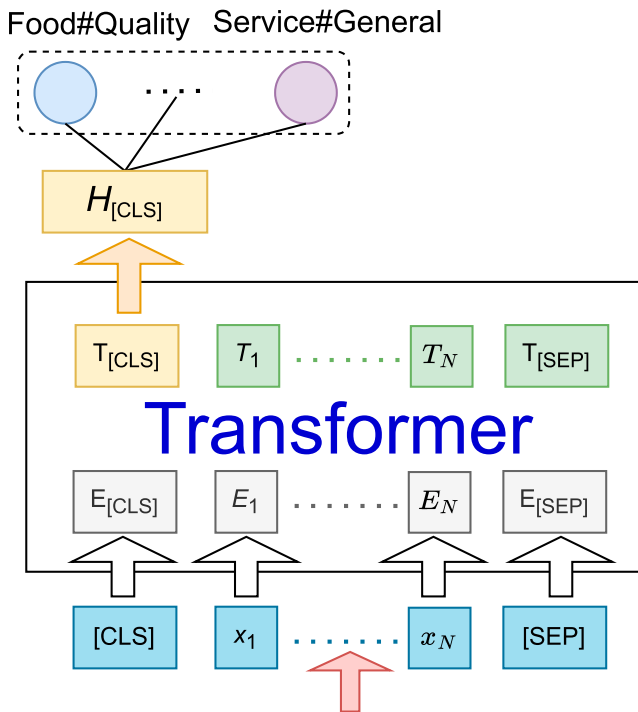 Food#Quality Service#General
. . . .
H[CLS]
T[CLS] T1 . . . . . . . . TN T[SEP]
Transformer
E[CLS] E1 . . . . . . . . EN E[SEP]
[CLS] x1 . . . . . . . . xN [SEP]